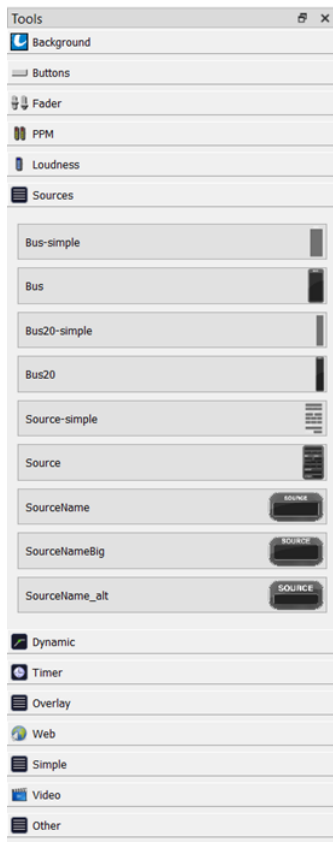 Tools
Background
Buttons
Fader
PPM
Loudness
Sources
Bus-simple
Bus
Bus20-simple
Bus20
Source-simple
Source
SourceName
SOURCE
SourceNameBig
SOURCE
SourceName_alt
SOURCE
Dynamic
Timer
Overlay
Web
Simple
Video
Other